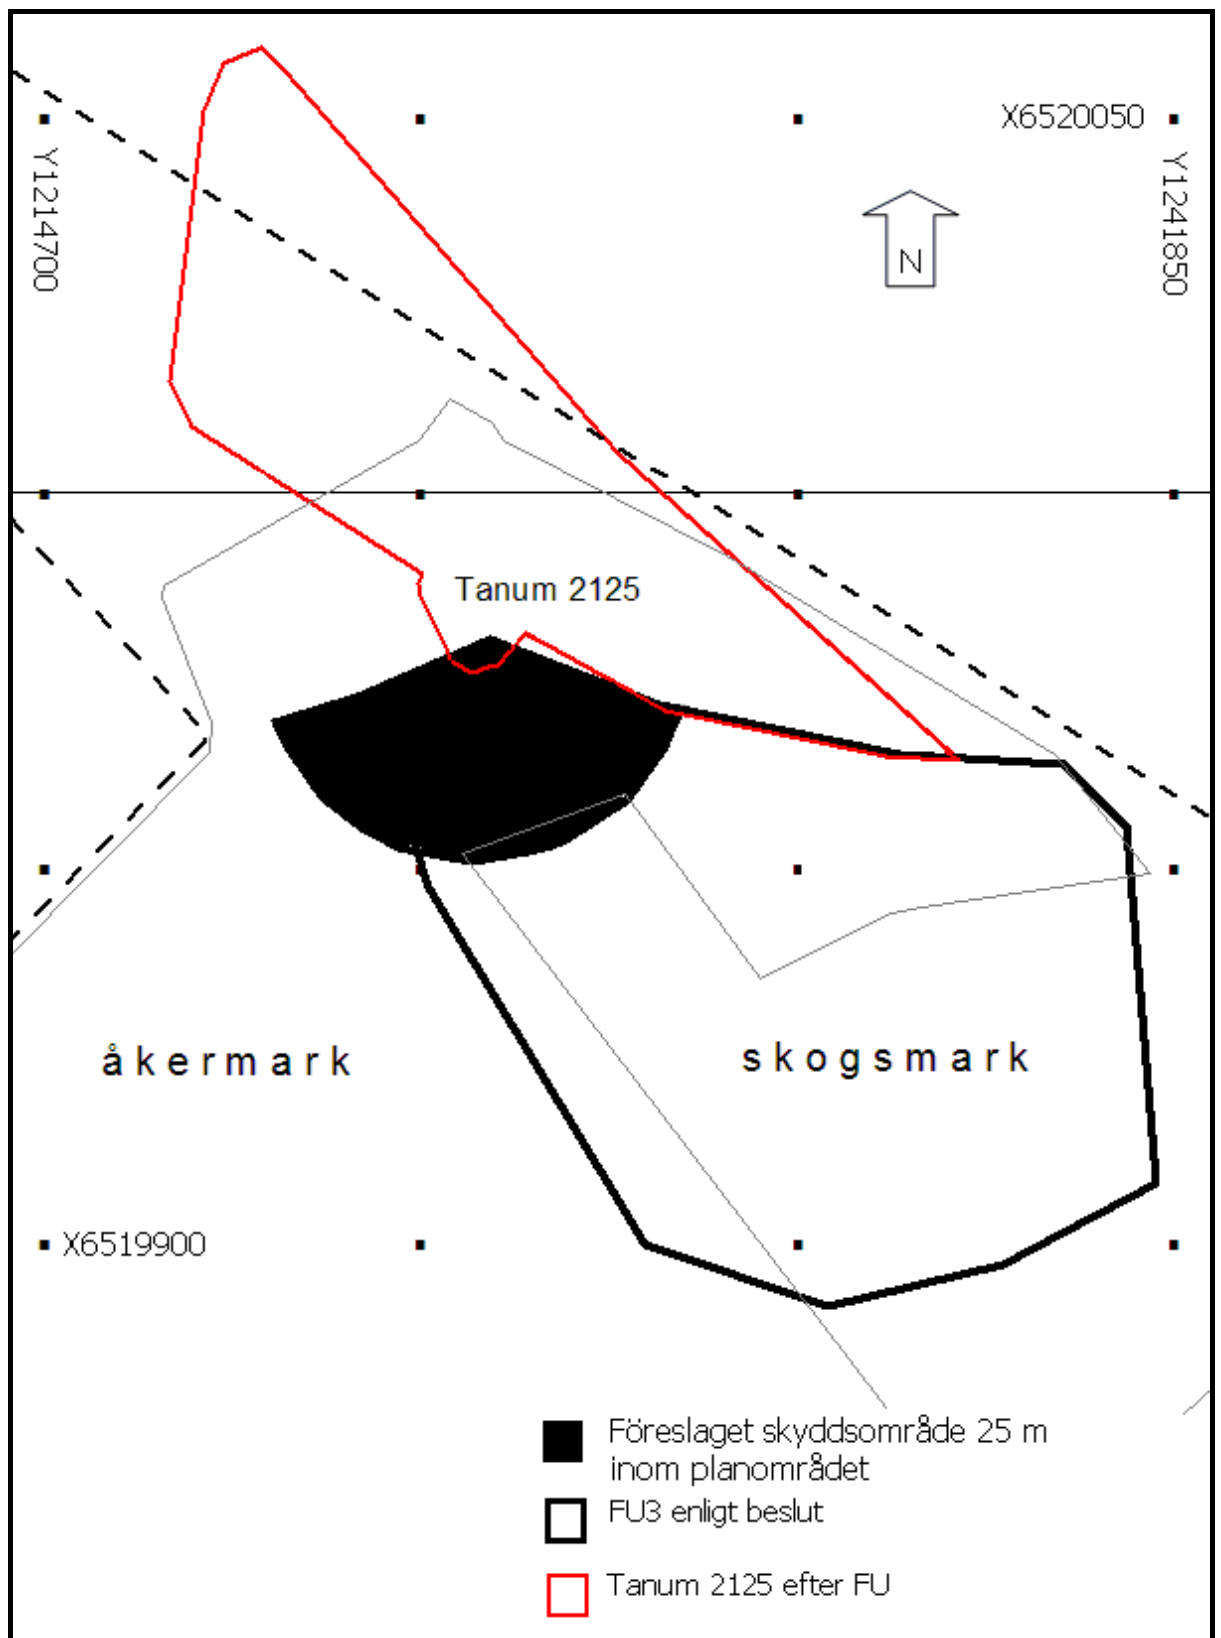 X6520050
Y1214700
Y1241850
N
Tanum 2125
åkermark
skogsmark
X6519900
Föreslaget skyddsområde 25 m
inom planområdet
FU3 enligt beslut
Tanum 2125 efter FU